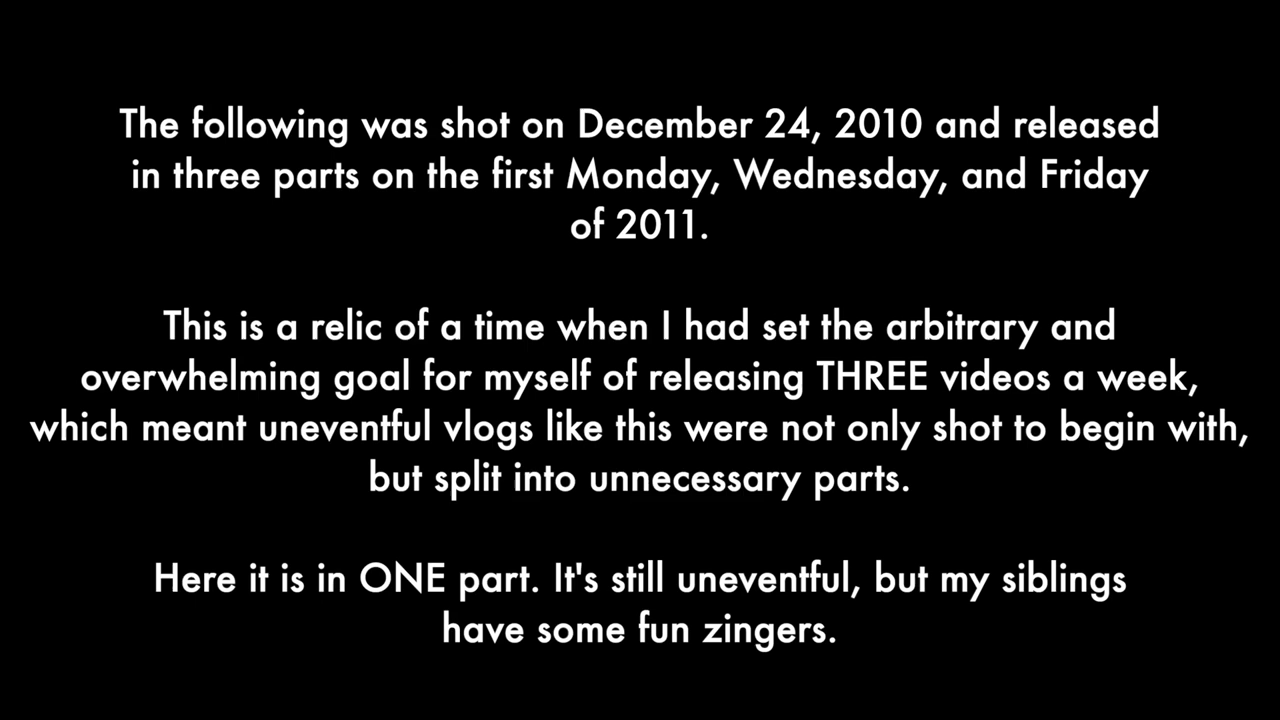 The following was shot on December 24, 2010 and released
in three parts on the first Monday, Wednesday, and Friday
of 2011.
This is a relic of a time when I had set the arbitrary and
overwhelming goal for myself of releasing THREE videos a week,
which meant uneventful vlogs like this were not only shot to begin with,
but split into unnecessary parts.
Here it is in ONE part. It's still uneventful, but my siblings
have some fun zingers.